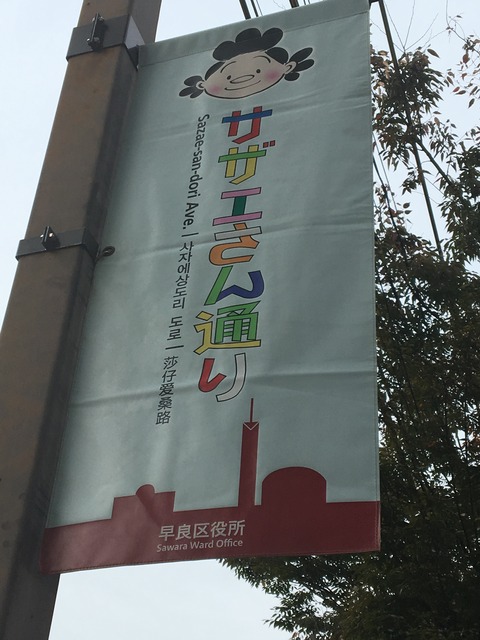 サザエさん通り
Sazae-san-dori Ave.| 사자에상도리 도로| 莎仔爱桑路
早良区役所
Sawara Ward Office